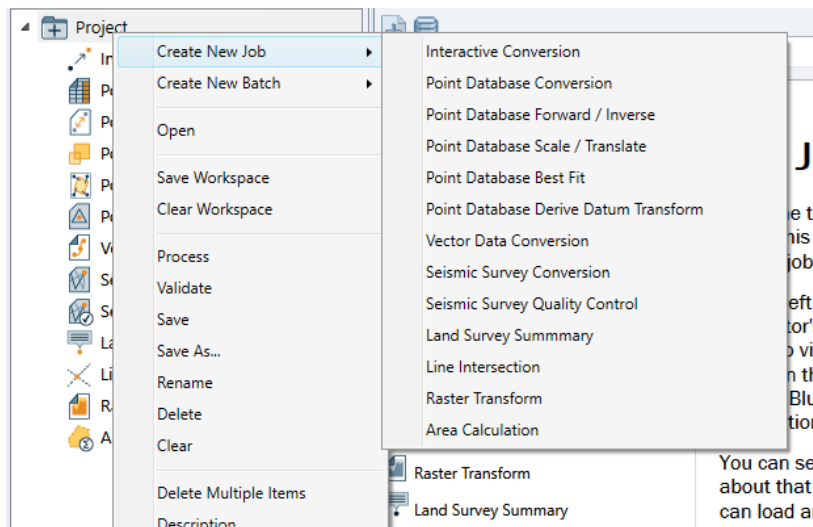 Project
Create New Job
Create New Batch
Open
Save Workspace
Clear Workspace
Process
Validate
Save
Save As...
Rename
Delete
Clear
Delete Multiple Items
Description
Interactive Conversion
Point Database Conversion
Point Database Forward / Inverse
Point Database Scale / Translate
Point Database Best Fit
Point Database Derive Datum Transform
Vector Data Conversion
Seismic Survey Conversion
Seismic Survey Quality Control
Land Survey Summmary
Line Intersection
Raster Transform
Area Calculation
Raster Transform
Land Survey Summary
You can se
about that
can load a